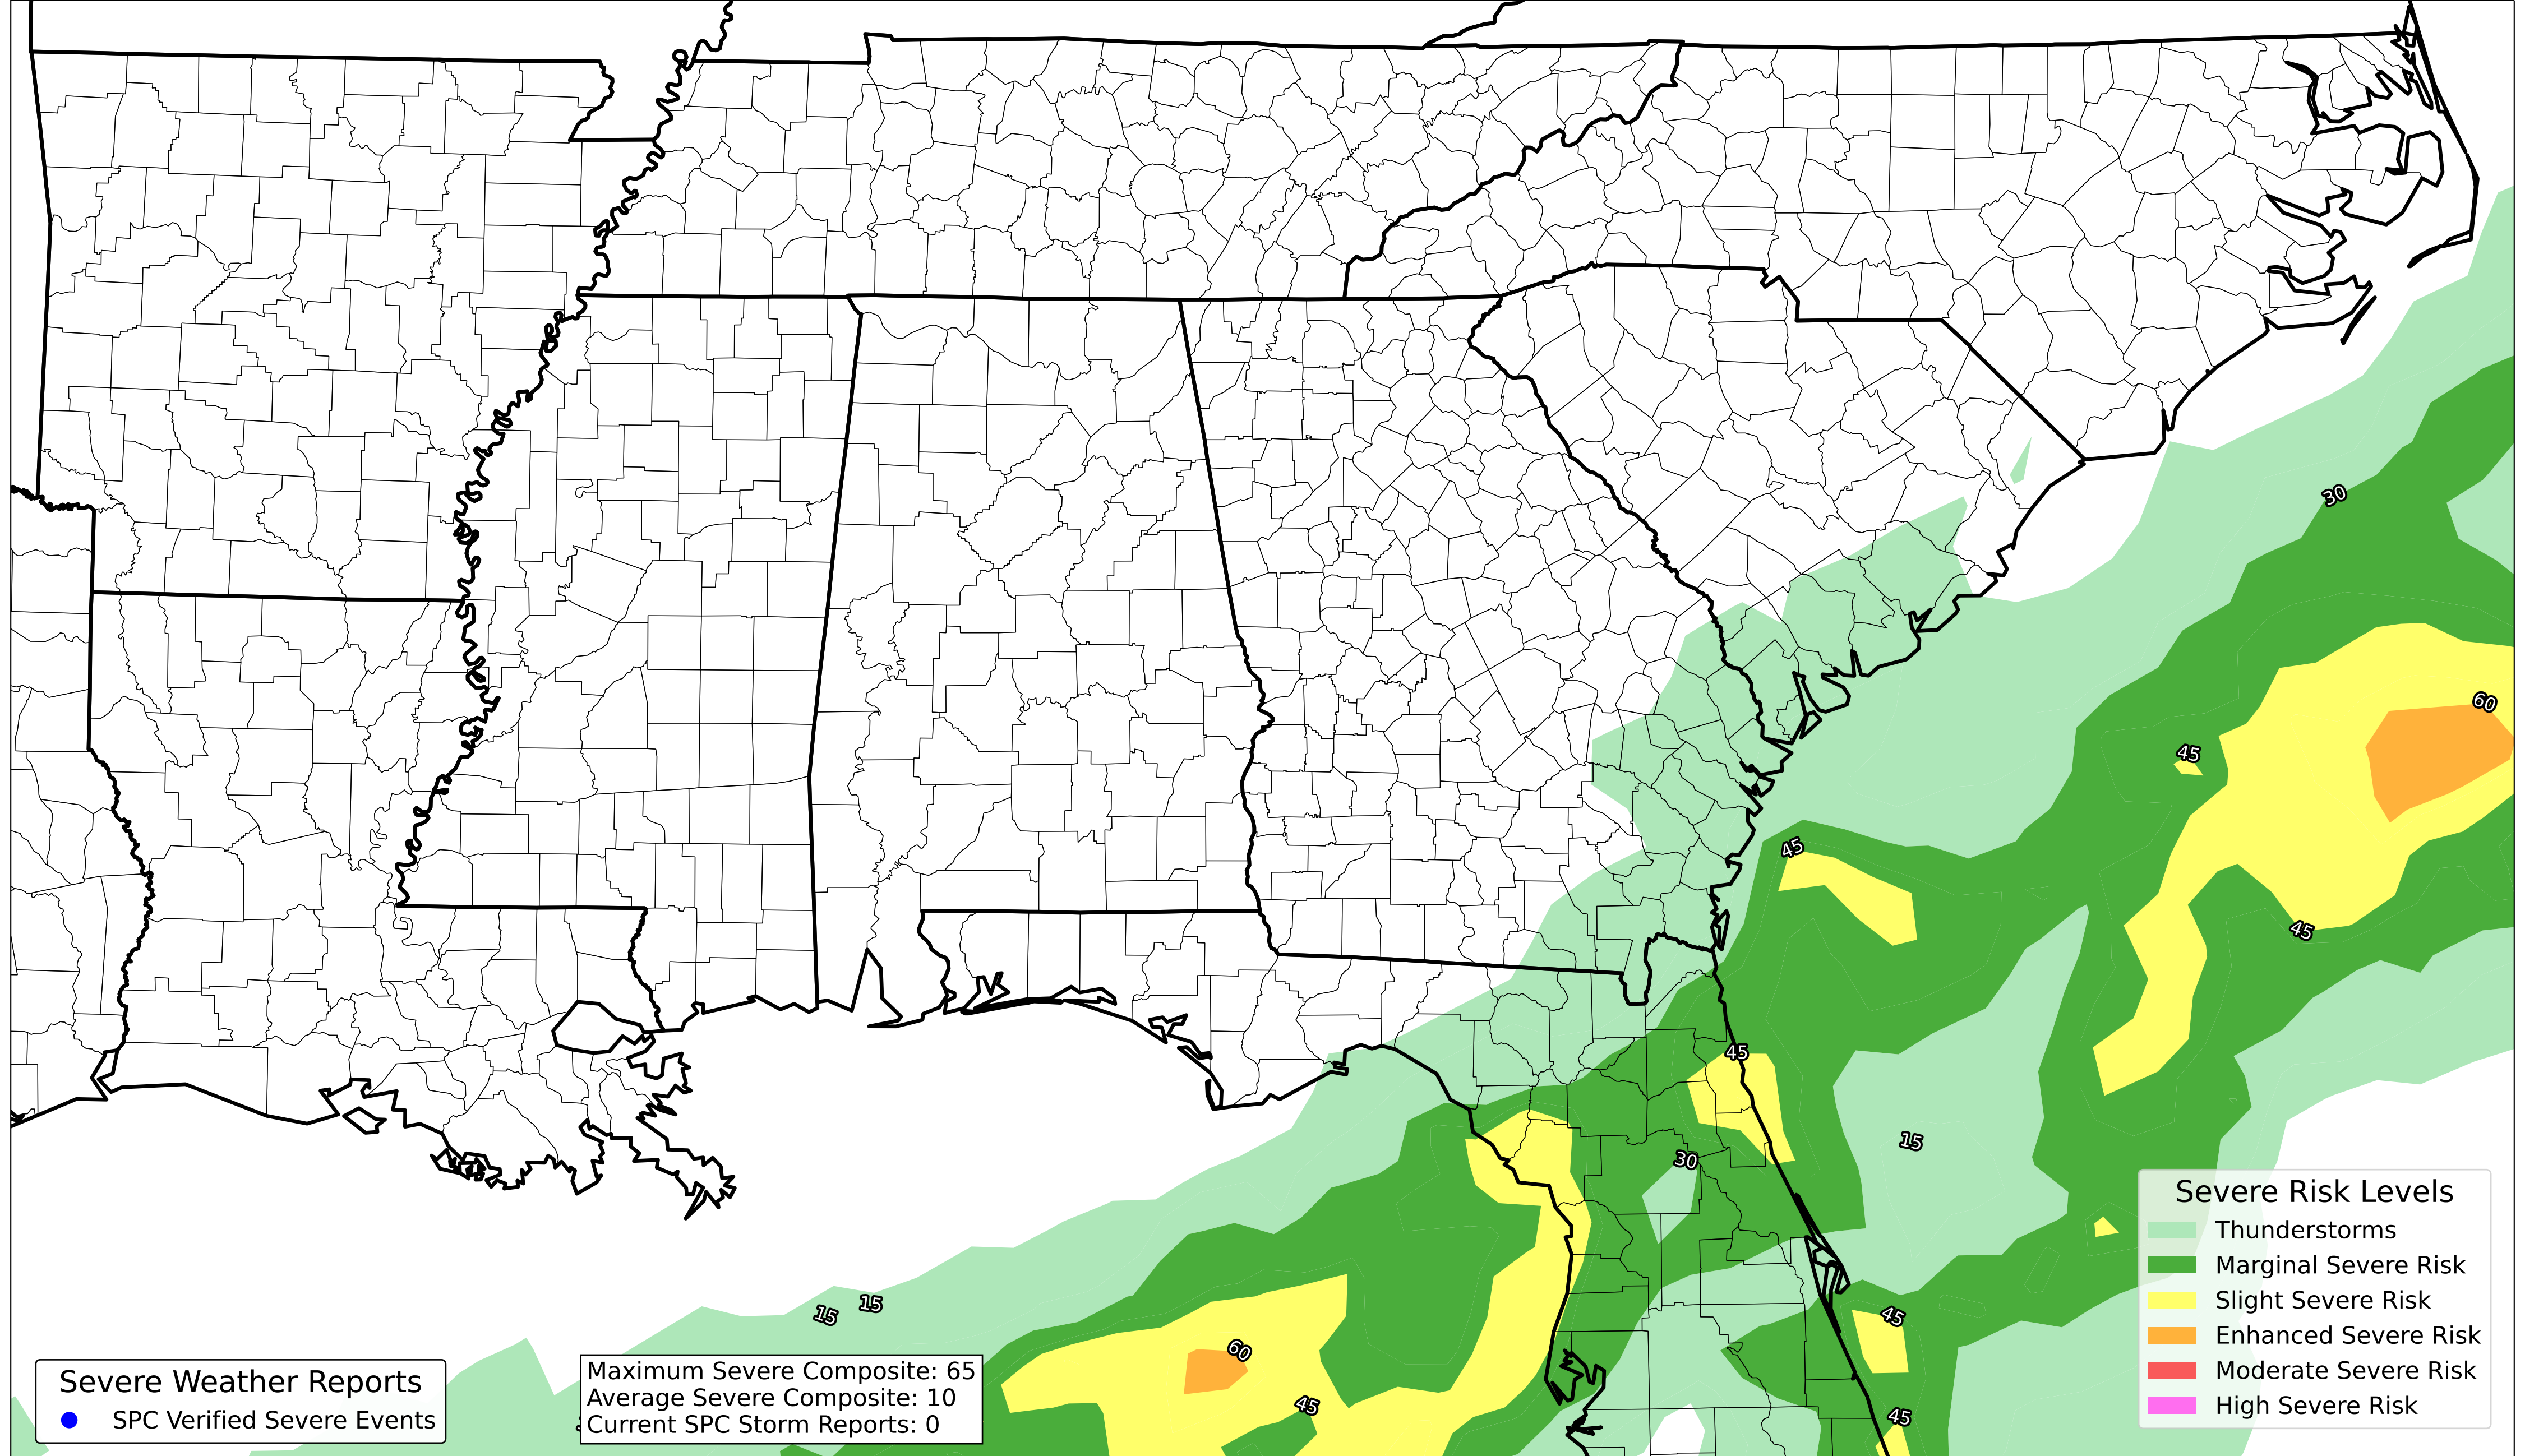 30
60
45
45
45
45
30
15
15
15
45
60
45
45
Severe Risk Levels
Thunderstorms
Marginal Severe Risk
Slight Severe Risk
Enhanced Severe Risk
Moderate Severe Risk
High Severe Risk
Severe Weather Reports
SPC Verified Severe Events
Maximum Severe Composite: 65
Average Severe Composite: 10
Current SPC Storm Reports: 0